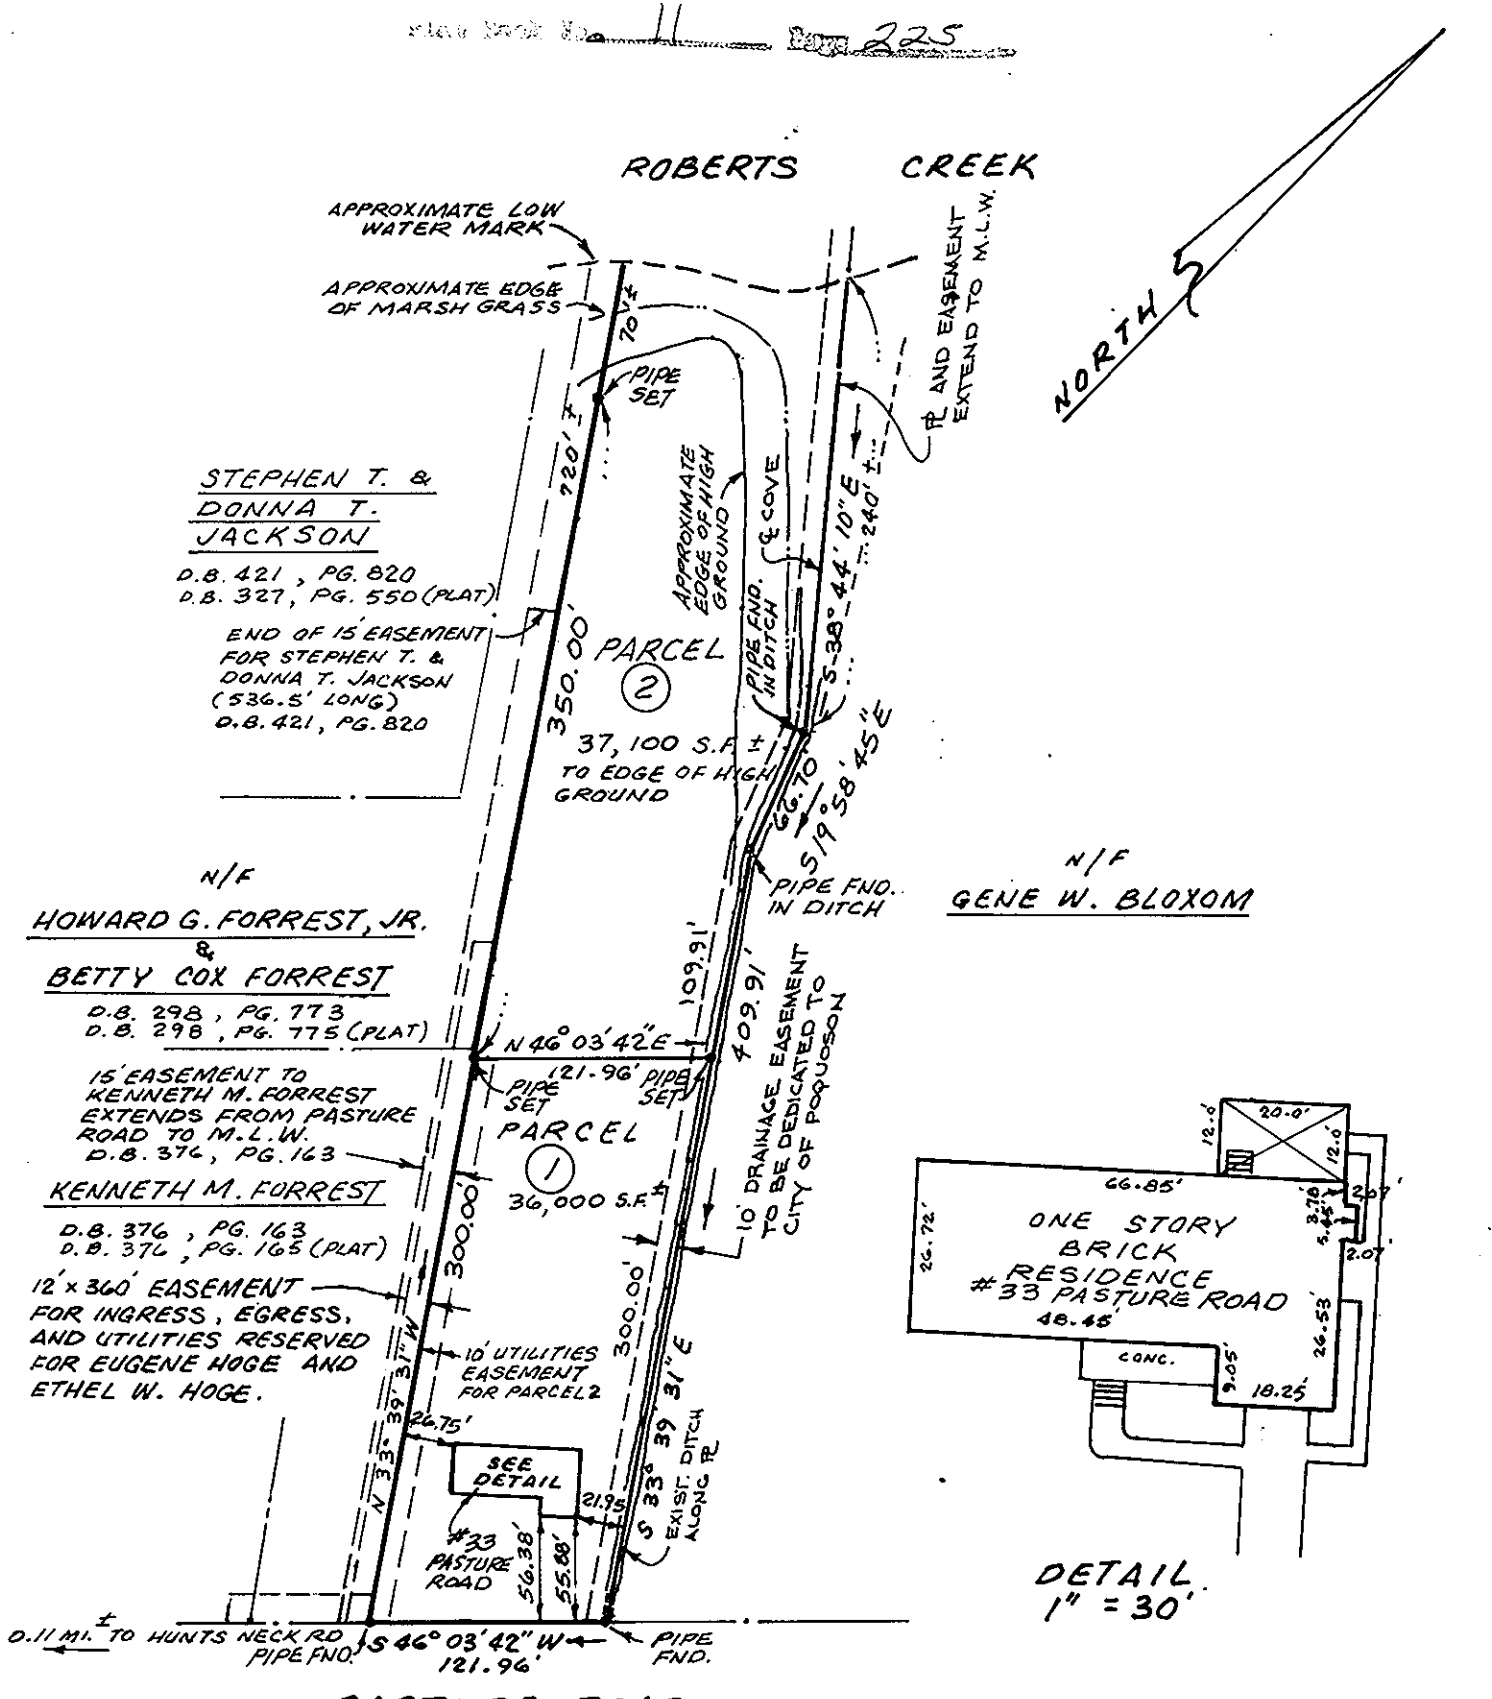 Plat Book No. 11 Page 225
ROBERTS CREEK
APPROXIMATE LOW
WATER MARK
APPROXIMATE EDGE
OF MARSH GRASS
70'±
PIPE
SET
720' ±
℄ COVE
APPROXIMATE
EDGE OF HIGH
GROUND
PIPE FND.
IN DITCH
S-38° 44' 10" E
240' ±
⅊ AND EASEMENT
EXTEND TO M.L.W.
NORTH
STEPHEN T. &
DONNA T.
JACKSON
D.B. 421, PG. 820
D.B. 327, PG. 550 (PLAT)
END OF 15' EASEMENT
FOR STEPHEN T. &
DONNA T. JACKSON
(536.5' LONG)
D.B. 421, PG. 820
350.00'
PARCEL
2
37,100 S.F. ±
TO EDGE OF HIGH
GROUND
66.70'
S 19° 58' 45" E
PIPE FND.
IN DITCH
N/F
GENE W. BLOXOM
N/F
HOWARD G. FORREST, JR.
&
BETTY COX FORREST
D.B. 298, PG. 773
D.B. 298, PG. 775 (PLAT)
109.91'
409.91'
10' DRAINAGE EASEMENT
TO BE DEDICATED TO
CITY OF POQUOSON
N 46° 03' 42" E
121.96'
PIPE
SET
PIPE
SET
15' EASEMENT TO
KENNETH M. FORREST
EXTENDS FROM PASTURE
ROAD TO M.L.W.
D.B. 376, PG. 163
KENNETH M. FORREST
D.B. 376, PG. 163
D.B. 376, PG. 165 (PLAT)
12' x 360' EASEMENT
FOR INGRESS, EGRESS,
AND UTILITIES RESERVED
FOR EUGENE HOGE AND
ETHEL W. HOGE.
PARCEL
1
36,000 S.F. ±
300.00'
300.00'
N 33° 39' 31" W
S 33° 39' 31" E
10' UTILITIES
EASEMENT
FOR PARCEL 2
EXIST. DITCH
ALONG ⅊
26.75'
SEE
DETAIL
21.95
#33
PASTURE
ROAD
56.38'
55.88'
0.11 MI. ± TO HUNTS NECK RD
PIPE FND.
S 46° 03' 42" W
121.96'
PIPE
FND.
12.0'
20.0'
12.0'
66.85'
3.78'
2.07'
5.45'
2.07'
26.72'
ONE STORY
BRICK
RESIDENCE
#33 PASTURE ROAD
48.45'
26.53'
CONC.
9.05'
18.25'
DETAIL
1" = 30'